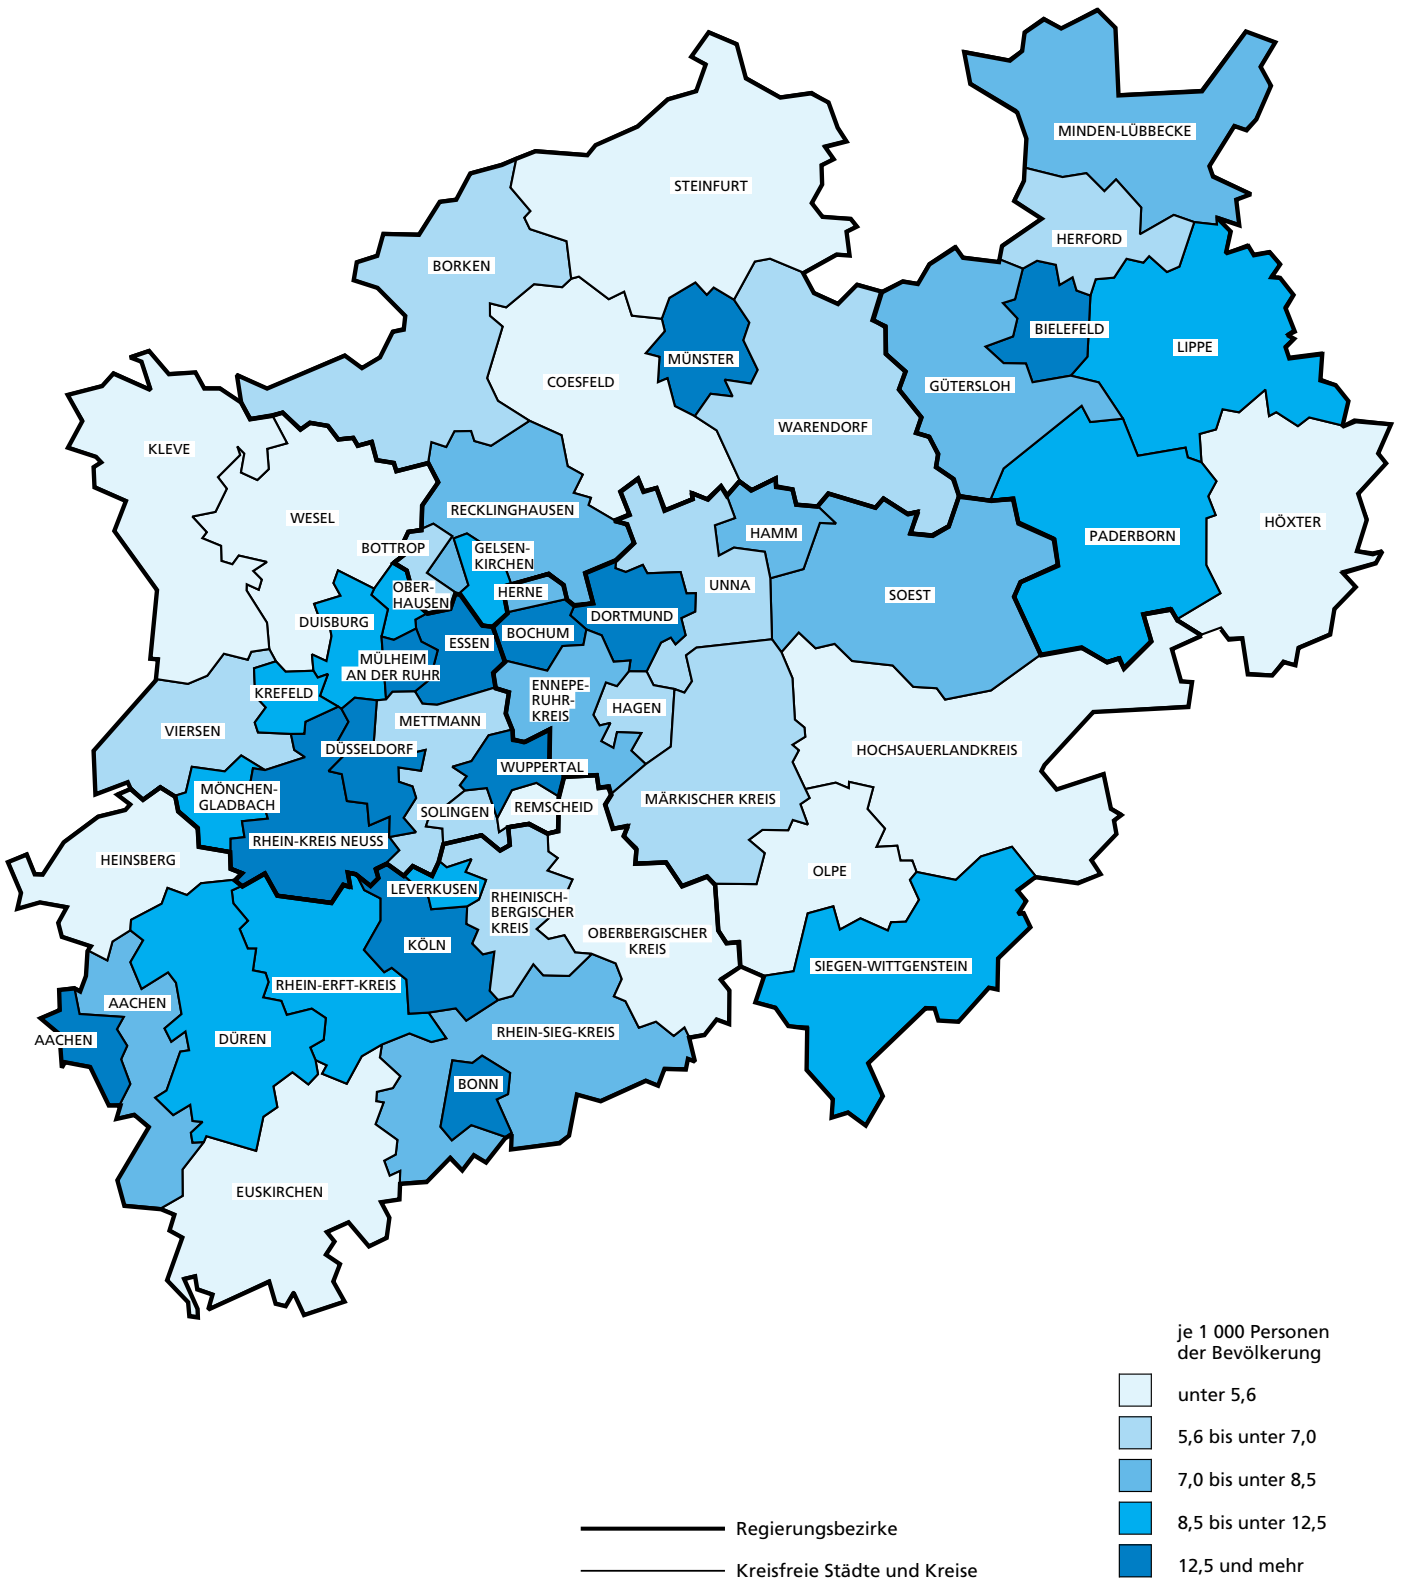 MINDEN-LÜBBECKE
STEINFURT
HERFORD
BORKEN
BIELEFELD
LIPPE
MÜNSTER
COESFELD
GÜTERSLOH
WARENDORF
KLEVE
RECKLINGHAUSEN
WESEL
HÖXTER
HAMM
PADERBORN
BOTTROP
GELSEN-
KIRCHEN
UNNA
OBER-
HAUSEN
HERNE
SOEST
DUISBURG
DORTMUND
BOCHUM
ESSEN
MÜLHEIM
AN DER RUHR
KREFELD
ENNEPE-
RUHR-
KREIS
HAGEN
METTMANN
VIERSEN
DÜSSELDORF
HOCHSAUERLANDKREIS
WUPPERTAL
MÖNCHEN-
GLADBACH
MÄRKISCHER KREIS
REMSCHEID
SOLINGEN
RHEIN-KREIS NEUSS
HEINSBERG
OLPE
LEVERKUSEN
RHEINISCH-
BERGISCHER
KREIS
OBERBERGISCHER
KREIS
KÖLN
SIEGEN-WITTGENSTEIN
RHEIN-ERFT-KREIS
AACHEN
RHEIN-SIEG-KREIS
AACHEN
DÜREN
BONN
EUSKIRCHEN
je 1 000 Personen
der Bevölkerung
unter 5,6
5,6 bis unter 7,0
7,0 bis unter 8,5
8,5 bis unter 12,5
12,5 und mehr
Regierungsbezirke
Kreisfreie Städte und Kreise